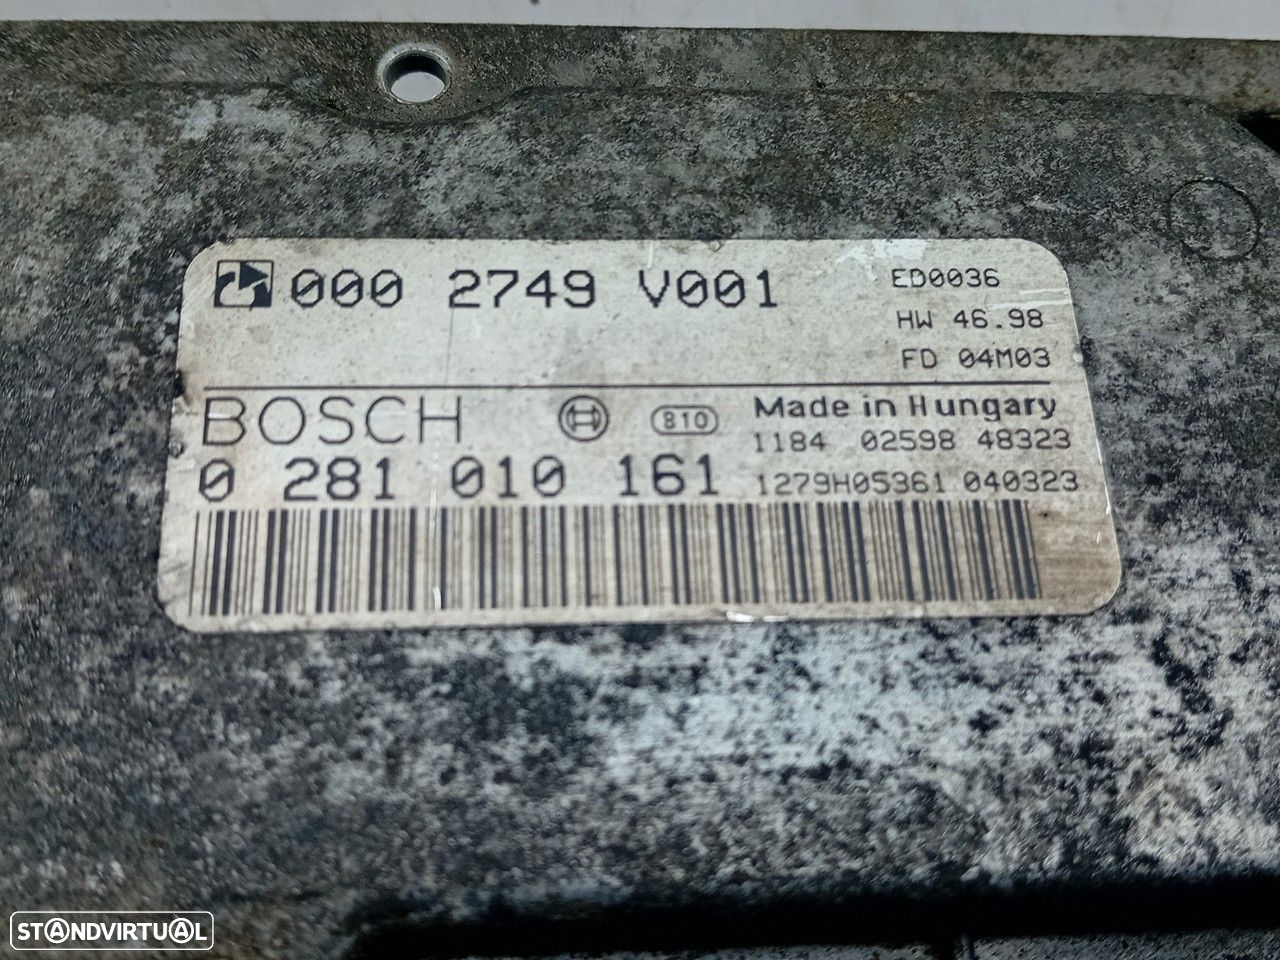 000 2749 V001
ED0036
HW 46.98
FD 04M03
BOSCH
810
Made in Hungary
1184 02598 48323
0 281 010 161
1279H05361 040323
STANDVIRTUAL